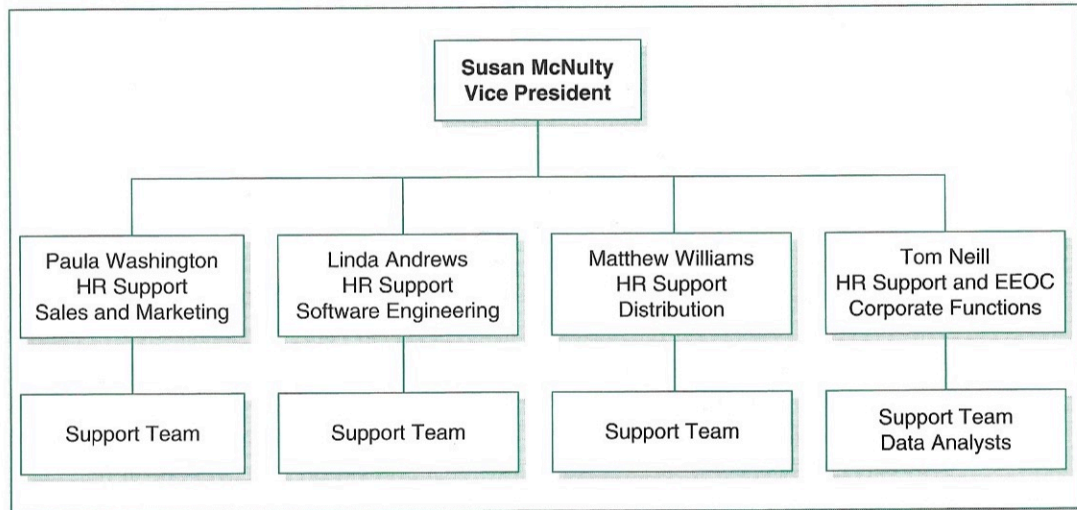 Susan McNulty
Vice President
Paula Washington
HR Support
Sales and Marketing
Linda Andrews
HR Support
Software Engineering
Matthew Williams
HR Support
Distribution
Tom Neill
HR Support and EEOC
Corporate Functions
Support Team
Support Team
Support Team
Support Team
Data Analysts